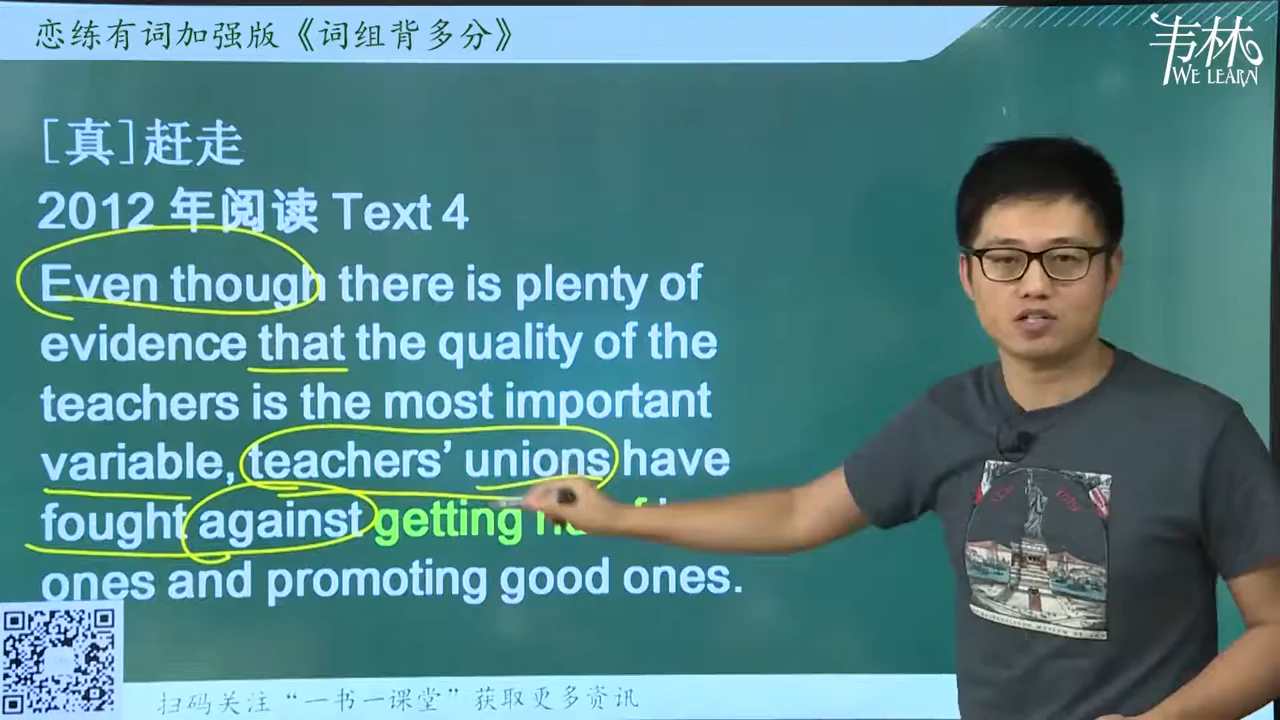 恋练有词加强版《词组背多分》
韦林
WE LEARN
[真]赶走
2012 年阅读 Text 4
Even though there is plenty of
evidence that the quality of the
teachers is the most important
variable, teachers’ unions have
fought against getting
ones and promoting good ones.
扫码关注“一书一课堂”获取更多资讯